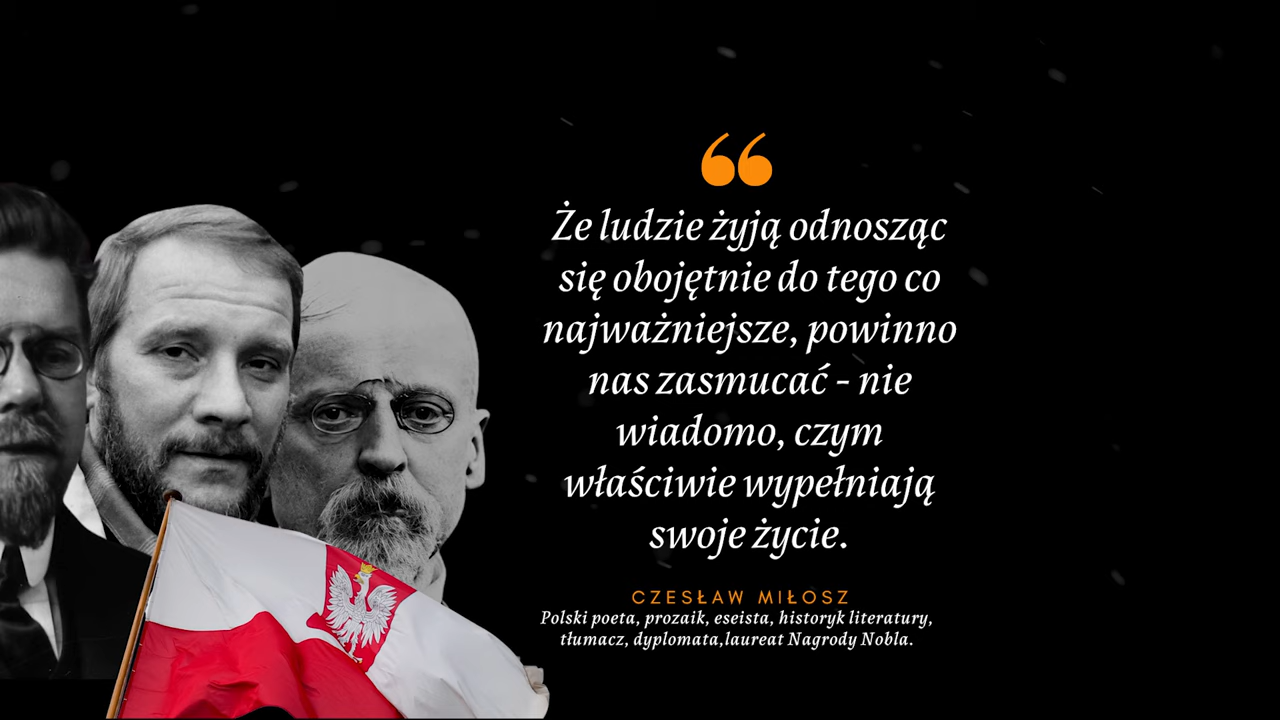 Że ludzie żyją odnosząc
się obojętnie do tego co
najważniejsze, powinno
nas zasmucać - nie
wiadomo, czym
właściwie wypełniają
swoje życie.
CZESŁAW MIŁOSZ
Polski poeta, prozaik, eseista, historyk literatury,
tłumacz, dyplomata,laureat Nagrody Nobla.